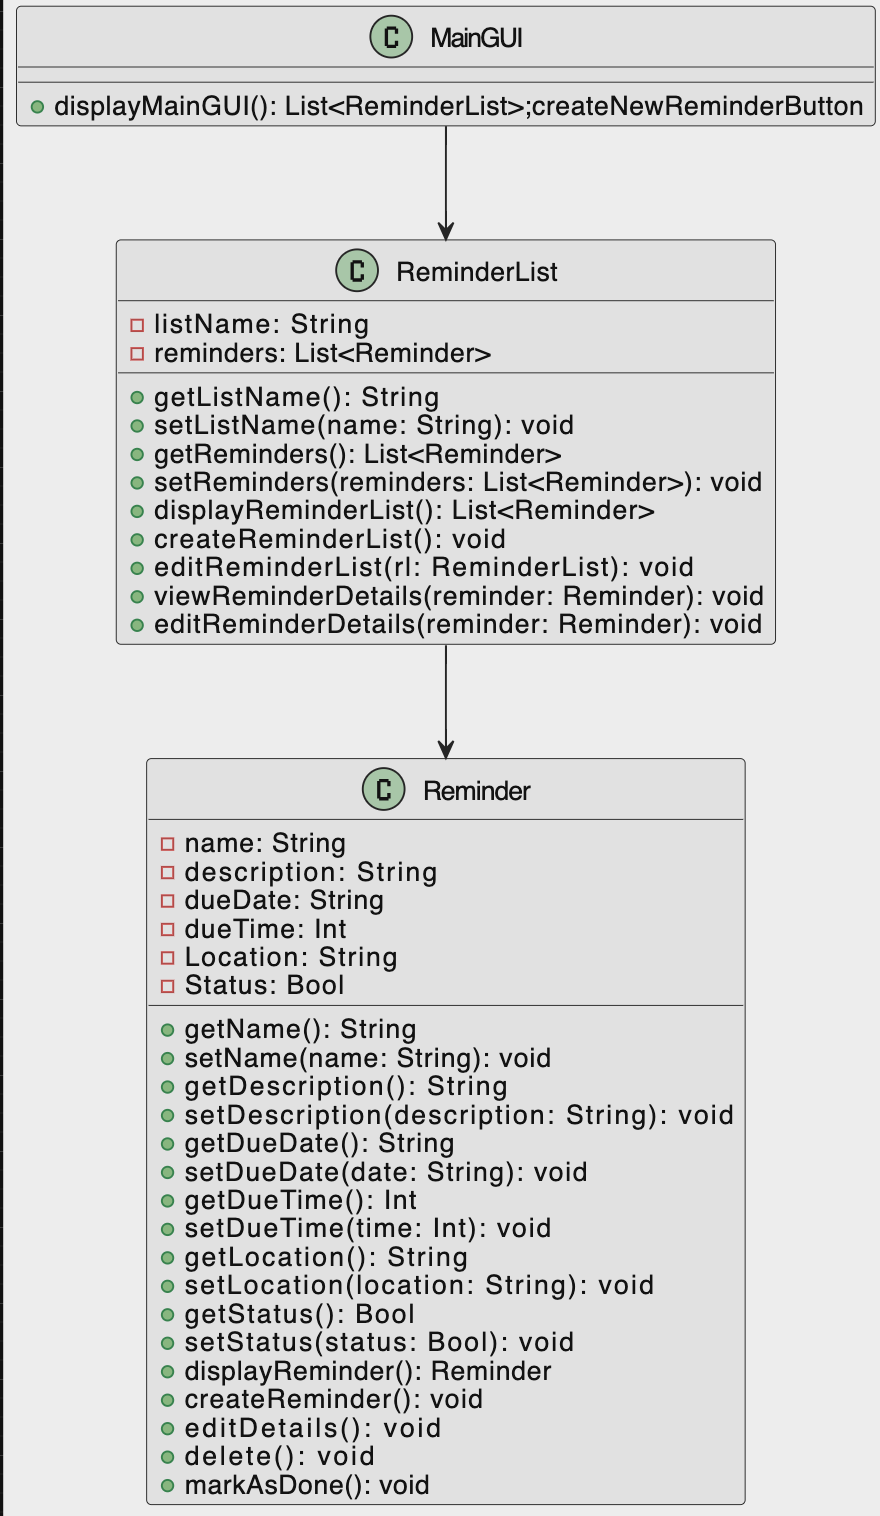 C MainGUI
displayMainGUI(): List<ReminderList>;createNewReminderButton
C ReminderList
listName: String
reminders: List<Reminder>
getListName(): String
setListName(name: String): void
getReminders(): List<Reminder>
setReminders(reminders: List<Reminder>): void
displayReminderList(): List<Reminder>
createReminderList(): void
editReminderList(rl: ReminderList): void
viewReminderDetails(reminder: Reminder): void
editReminderDetails(reminder: Reminder): void
C Reminder
name: String
description: String
dueDate: String
dueTime: Int
Location: String
Status: Bool
getName(): String
setName(name: String): void
getDescription(): String
setDescription(description: String): void
getDueDate(): String
setDueDate(date: String): void
getDueTime(): Int
setDueTime(time: Int): void
getLocation(): String
setLocation(location: String): void
getStatus(): Bool
setStatus(status: Bool): void
displayReminder(): Reminder
createReminder(): void
editDetails(): void
delete(): void
markAsDone(): void